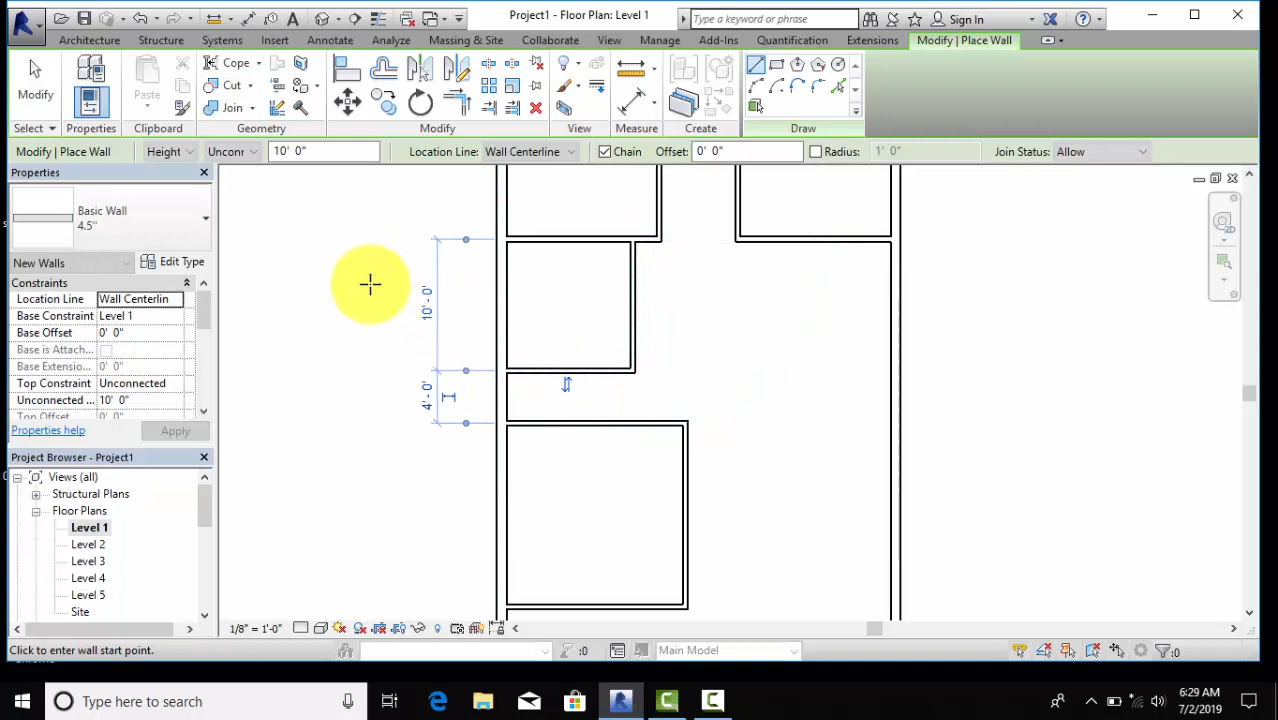 Project1 - Floor Plan: Level 1
Type a keyword or phrase
Sign In
Architecture Structure Systems Insert Annotate Analyze Massing & Site Collaborate View Manage Add-Ins Quantification Extensions Modify | Place Wall
Modify
Paste
Cope
Cut
Join
Select Properties Clipboard Geometry Modify View Measure Create Draw
Modify | Place Wall Height Unconr 10' 0" Location Line: Wall Centerline Chain Offset: 0' 0" Radius: 1' 0" Join Status: Allow
Properties
Basic Wall
4.5"
New Walls Edit Type
Constraints
Location Line Wall Centerlin
Base Constraint Level 1
Base Offset 0' 0"
Base is Attach...
Base Extensio... 0' 0"
Top Constraint Unconnected
Unconnected ... 10' 0"
Top Offset 0' 0"
Properties help Apply
10' - 0"
4' - 0"
Project Browser - Project1
Views (all)
Structural Plans
Floor Plans
Level 1
Level 2
Level 3
Level 4
Level 5
Site
1/8" = 1'-0"
Click to enter wall start point.
:0
Main Model
:0
Type here to search
6:29 AM
7/2/2019